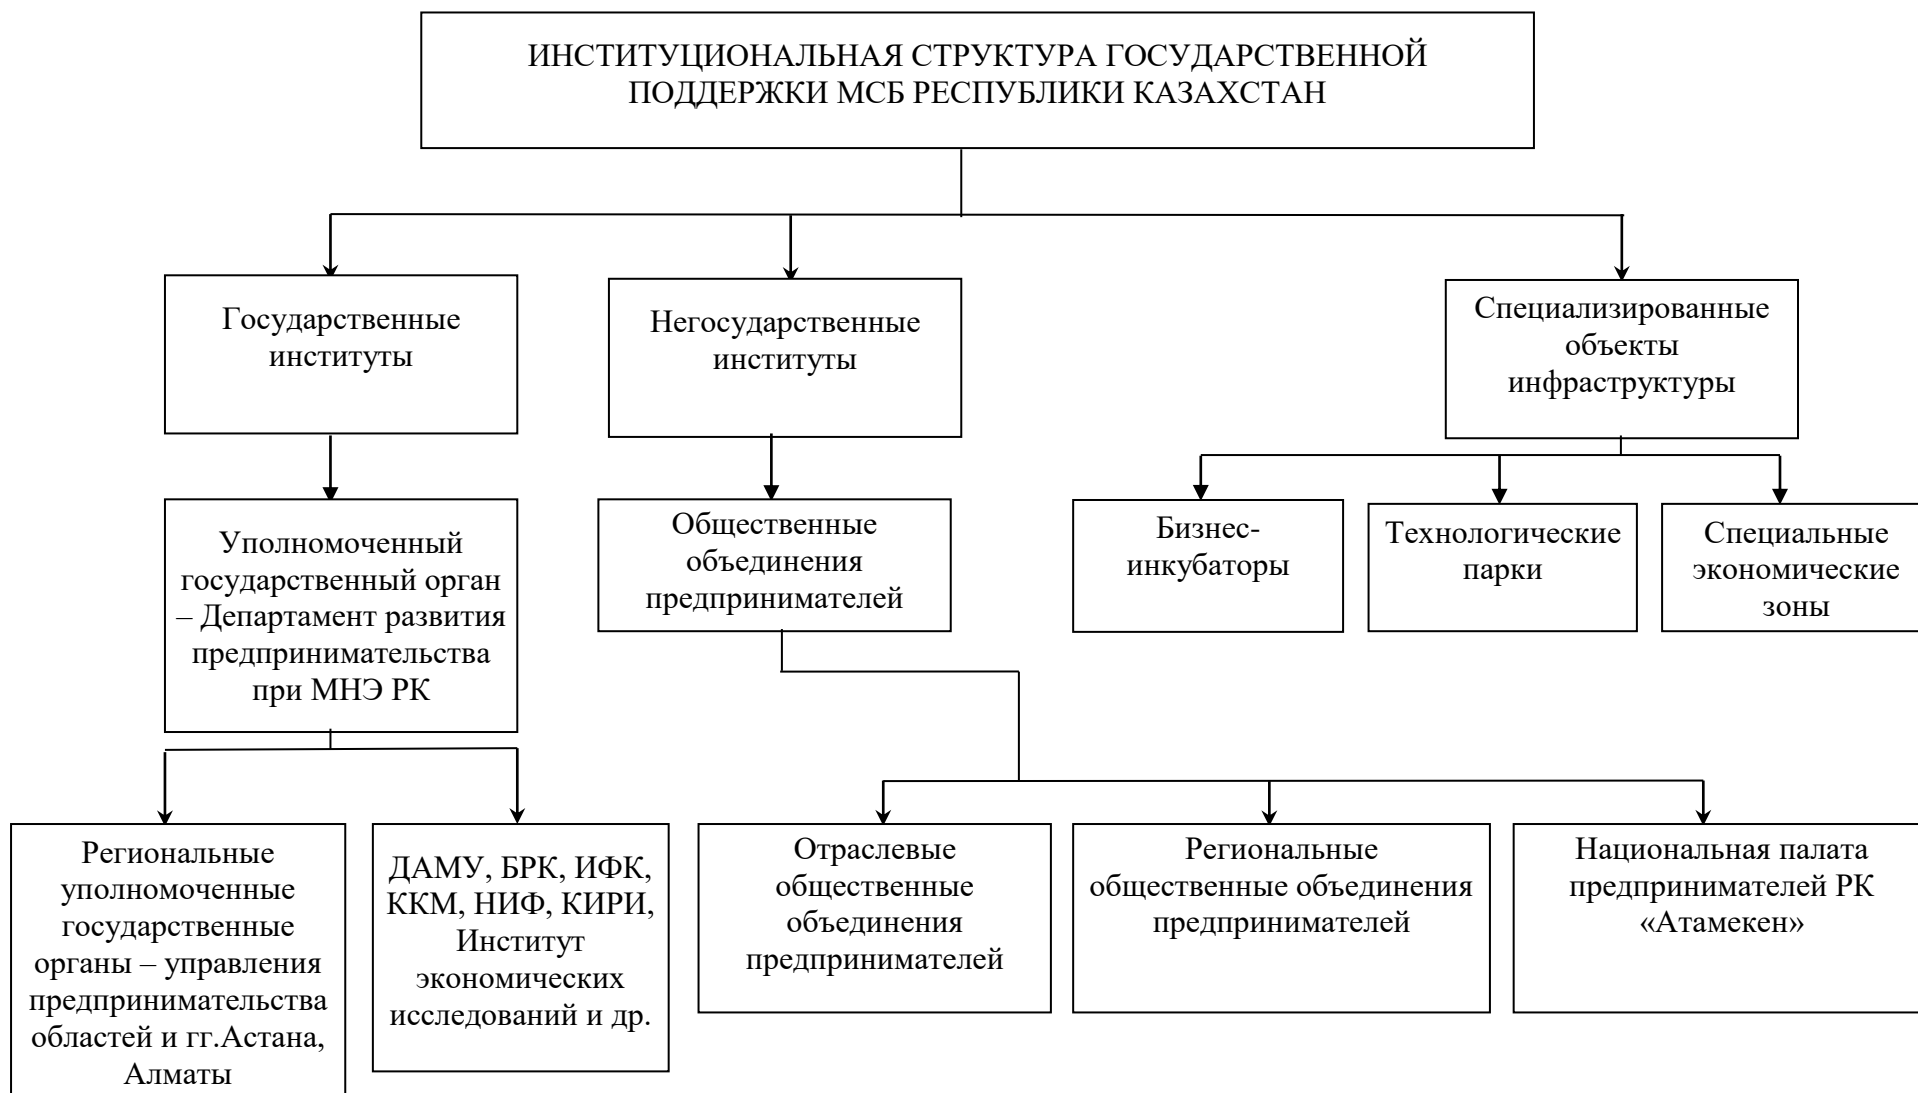 ИНСТИТУЦИОНАЛЬНАЯ СТРУКТУРА ГОСУДАРСТВЕННОЙ
ПОДДЕРЖКИ МСБ РЕСПУБЛИКИ КАЗАХСТАН
Государственные
институты
Негосударственные
институты
Специализированные
объекты
инфраструктуры
Уполномоченный
государственный орган
– Департамент развития
предпринимательства
при МНЭ РК
Общественные
объединения
предпринимателей
Бизнес-
инкубаторы
Технологические
парки
Специальные
экономические
зоны
Региональные
уполномоченные
государственные
органы – управления
предпринимательства
областей и гг.Астана,
Алматы
ДАМУ, БРК, ИФК,
ККМ, НИФ, КИРИ,
Институт
экономических
исследований и др.
Отраслевые
общественные
объединения
предпринимателей
Региональные
общественные объединения
предпринимателей
Национальная палата
предпринимателей РК
«Атамекен»